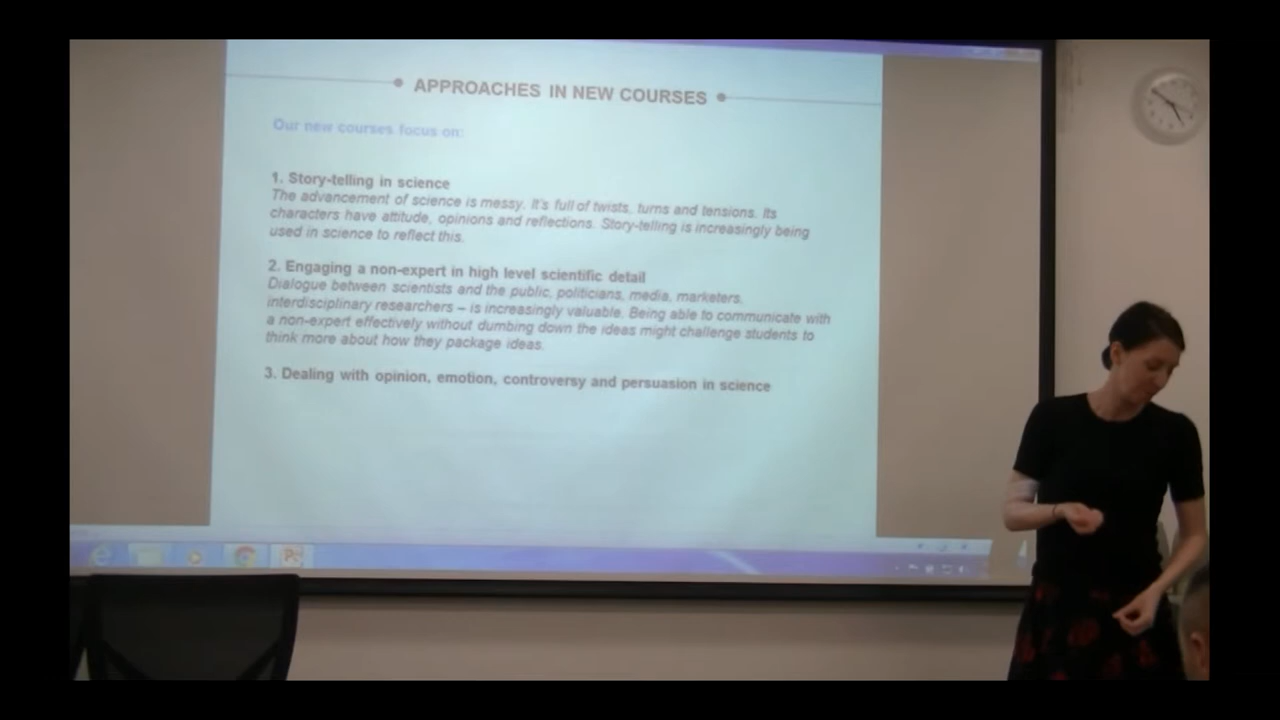 APPROACHES IN NEW COURSES
Our new courses focus on:
1. Story-telling in science
The advancement of science is messy. It's full of twists, turns and tensions. Its
characters have attitude, opinions and reflections. Story-telling is increasingly being
used in science to reflect this.
2. Engaging a non-expert in high level scientific detail
Dialogue between scientists and the public, politicians, media, marketers,
interdisciplinary researchers – is increasingly valuable. Being able to communicate with
a non-expert effectively without dumbing down the ideas might challenge students to
think more about how they package ideas.
3. Dealing with opinion, emotion, controversy and persuasion in science